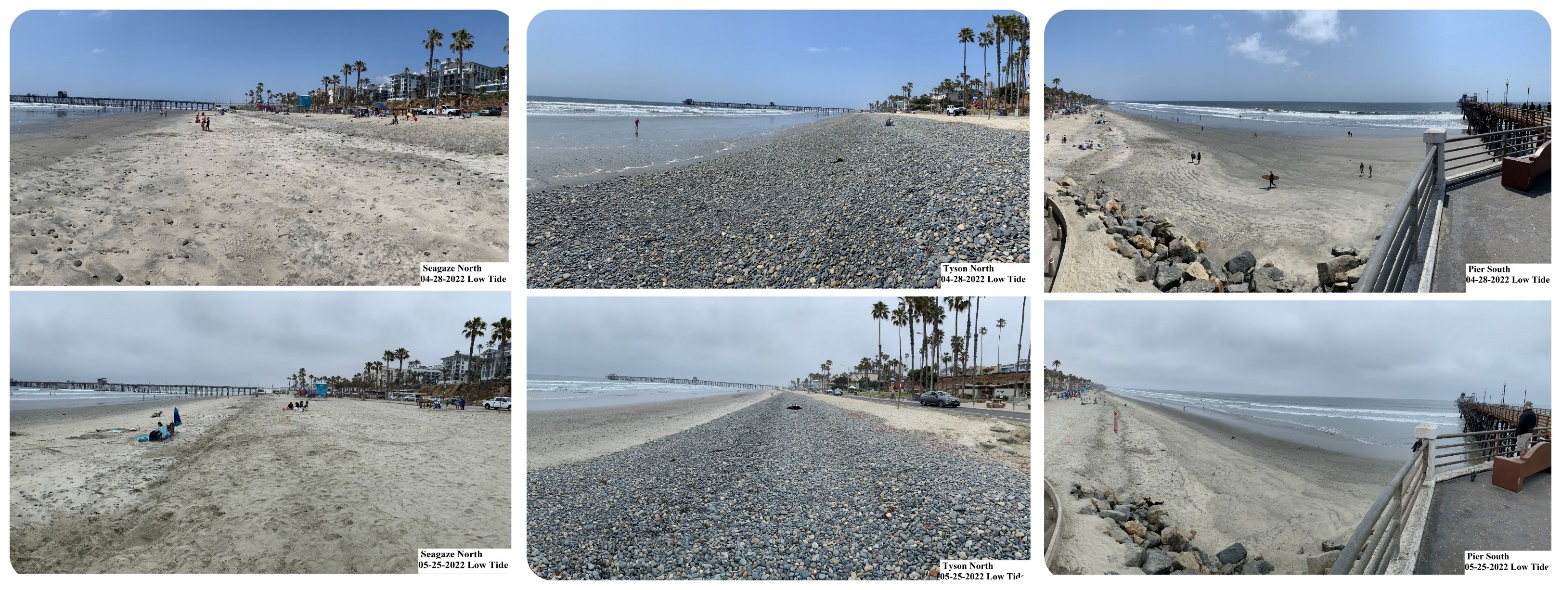 Seagaze North
04-28-2022 Low Tide
Tyson North
04-28-2022 Low Tide
Pier South
04-28-2022 Low Tide
Seagaze North
05-25-2022 Low Tide
Tyson North
05-25-2022 Low Tide
Pier South
05-25-2022 Low Tide